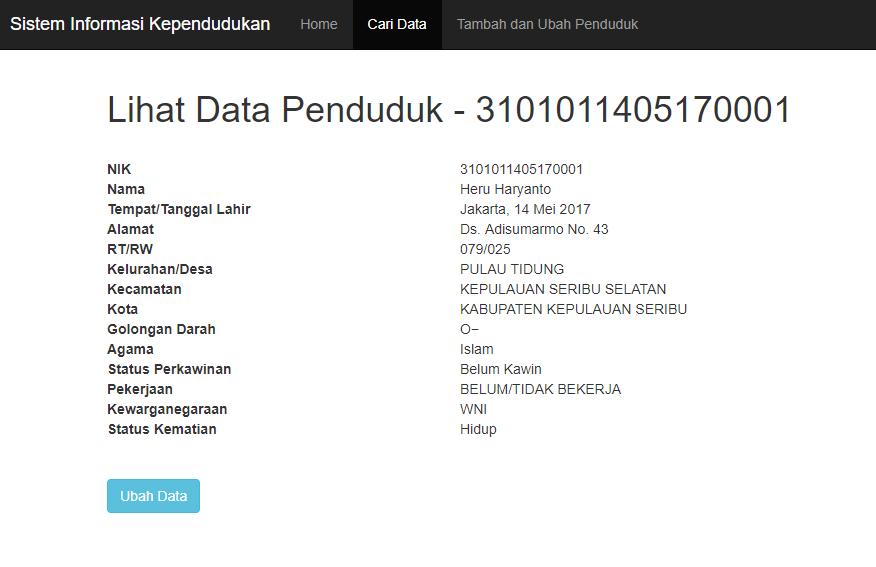 Sistem Informasi Kependudukan Home Cari Data Tambah dan Ubah Penduduk
Lihat Data Penduduk - 3101011405170001
NIK 3101011405170001
Nama Heru Haryanto
Tempat/Tanggal Lahir Jakarta, 14 Mei 2017
Alamat Ds. Adisumarmo No. 43
RT/RW 079/025
Kelurahan/Desa PULAU TIDUNG
Kecamatan KEPULAUAN SERIBU SELATAN
Kota KABUPATEN KEPULAUAN SERIBU
Golongan Darah O−
Agama Islam
Status Perkawinan Belum Kawin
Pekerjaan BELUM/TIDAK BEKERJA
Kewarganegaraan WNI
Status Kematian Hidup
Ubah Data